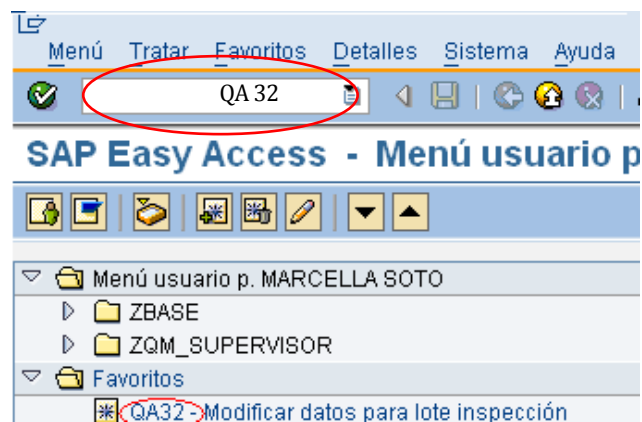 Menú Tratar Favoritos Detalles Sistema Ayuda
QA 32
SAP Easy Access - Menú usuario p
Menú usuario p. MARCELLA SOTO
ZBASE
ZQM_SUPERVISOR
Favoritos
QA32 - Modificar datos para lote inspección